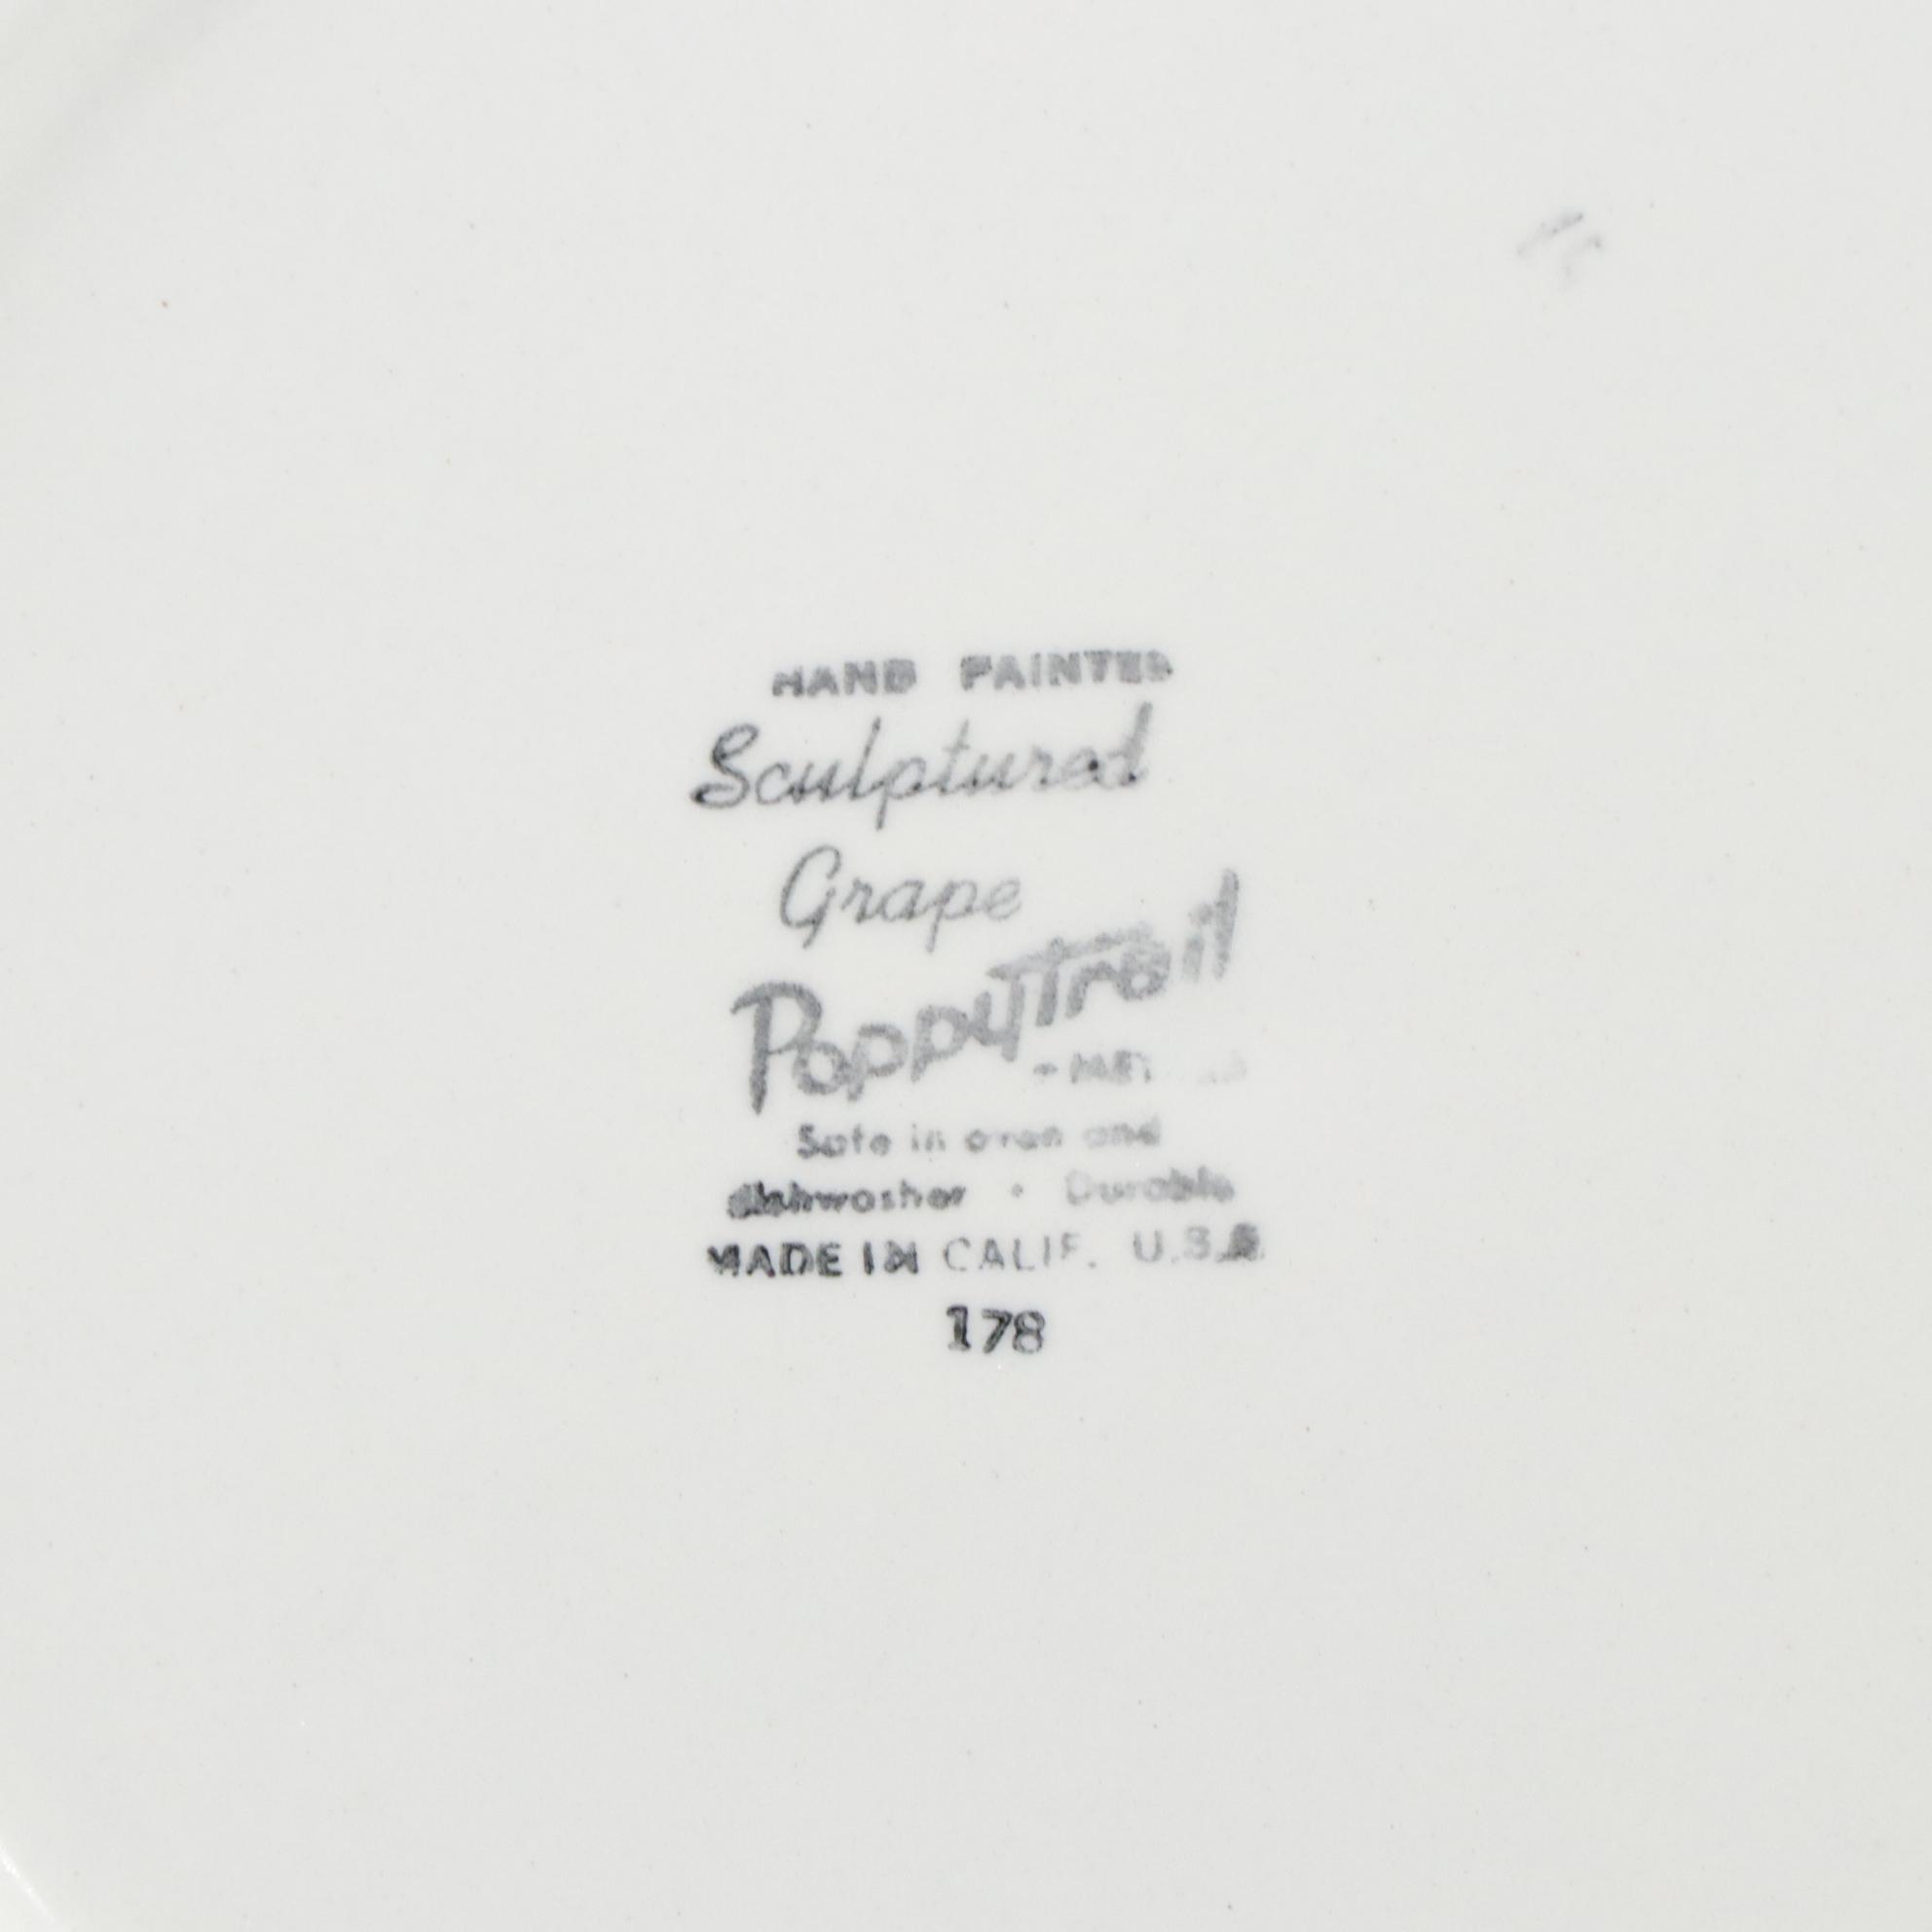 HAND PAINTED
Sculptured
Grape
PoppyTrail
Safe in oven and
dishwasher • Durable
MADE IN CALIF. U.S.A.
178